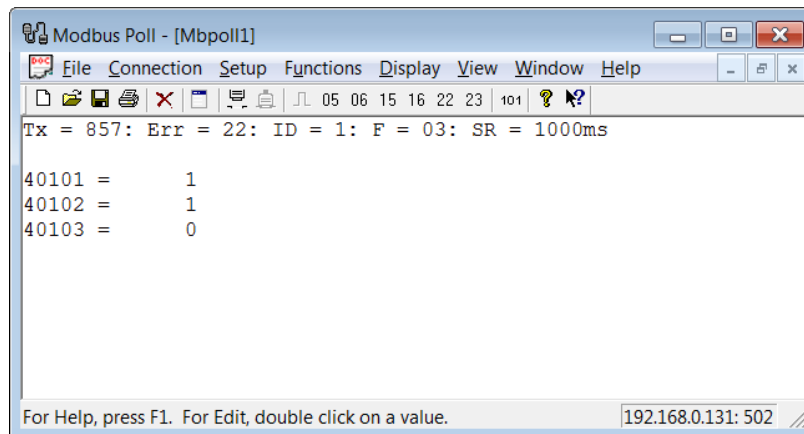 Modbus Poll - [Mbpoll1]
DOC File Connection Setup Functions Display View Window Help
05 06 15 16 22 23 101
Tx = 857: Err = 22: ID = 1: F = 03: SR = 1000ms
40101 = 1
40102 = 1
40103 = 0
For Help, press F1. For Edit, double click on a value. 192.168.0.131: 502